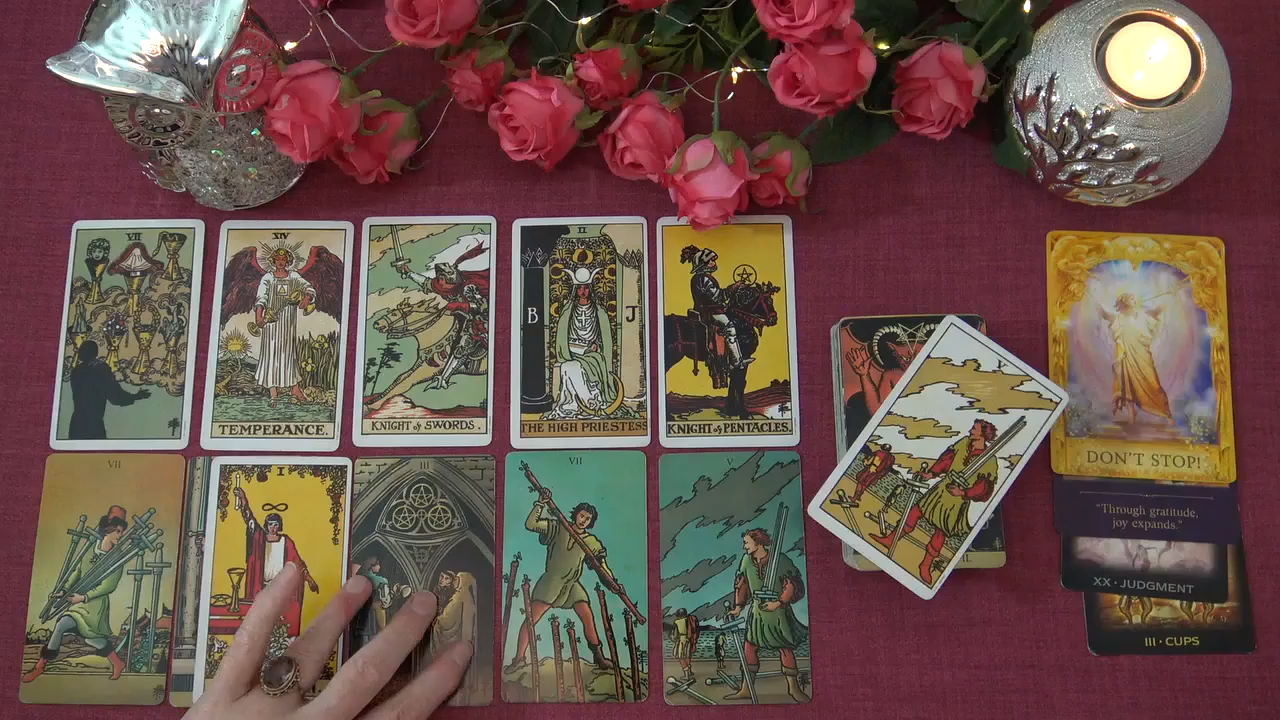 VII
XIV
TEMPERANCE.
KNIGHT of SWORDS.
II
B
J
THE HIGH PRIESTESS
KNIGHT of PENTACLES.
VII
I
III
VII
V
V
DON'T STOP!
"Through gratitude,
joy expands."
XX · JUDGMENT
III · CUPS